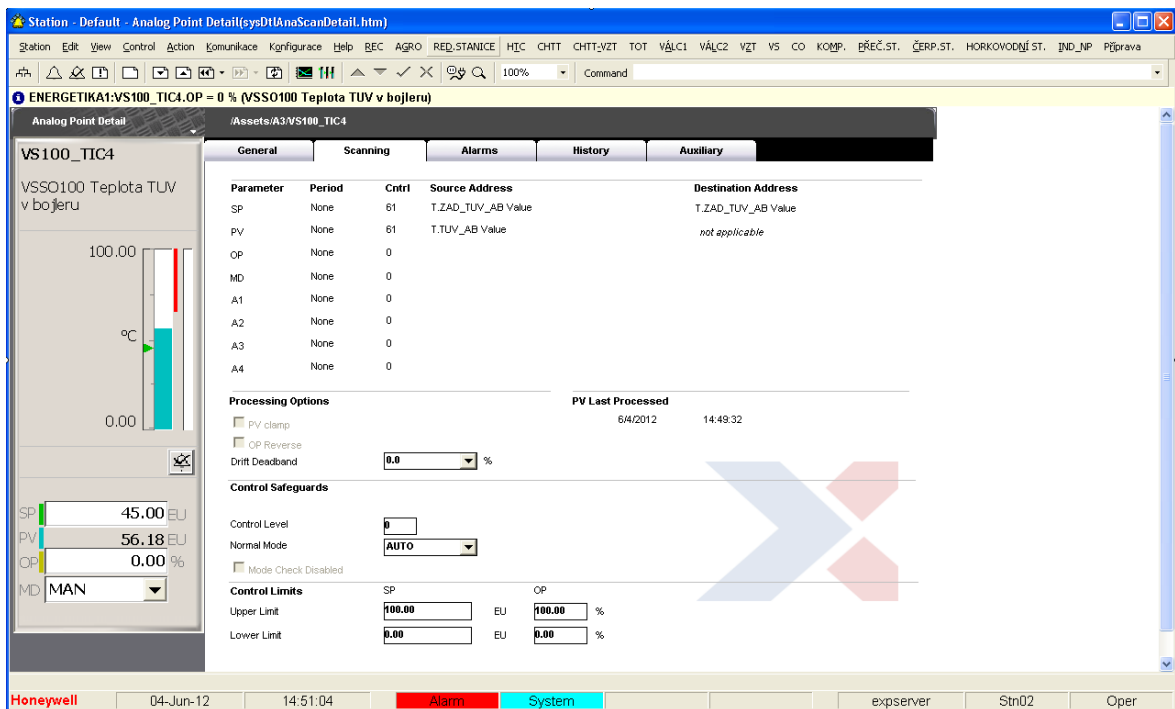 Station - Default - Analog Point Detail(sysDtlAnaScanDetail.htm)
Station Edit View Control Action Komunikace Konfigurace Help REC AGRO RED.STANICE HTC CHTT CHTT-VZT TOT VÁLC1 VÁLC2 VZT VS CO KOMP. PŘEČ.ST. ČERP.ST. HORKOVODNÍ ST. IND_NP Příprava
100% Command
ENERGETIKA1:VS100_TIC4.OP = 0 % (VSSO100 Teplota TUV v bojleru)
Analog Point Detail /Assets/A3/VS100_TIC4
General Scanning Alarms History Auxiliary
VS100_TIC4
VSSO100 Teplota TUV
v bojleru
100.00
°C
0.00
SP 45.00 EU
PV 56.18 EU
OP 0.00 %
MD MAN
Parameter Period Cntrl Source Address Destination Address
SP None 61 T.ZAD_TUV_AB Value T.ZAD_TUV_AB Value
PV None 61 T.TUV_AB Value not applicable
OP None 0
MD None 0
A1 None 0
A2 None 0
A3 None 0
A4 None 0
Processing Options PV Last Processed
PV clamp 6/4/2012 14:49:32
OP Reverse
Drift Deadband 0.0 %
Control Safeguards
Control Level 0
Normal Mode AUTO
Mode Check Disabled
Control Limits SP OP
Upper Limit 100.00 EU 100.00 %
Lower Limit 0.00 EU 0.00 %
Honeywell 04-Jun-12 14:51:04 Alarm System expserver Stn02 Oper